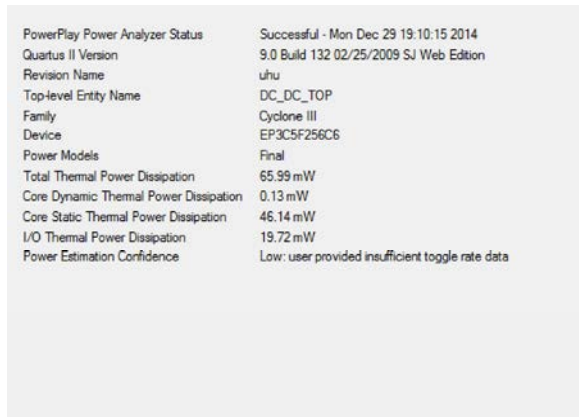 PowerPlay Power Analyzer Status Successful - Mon Dec 29 19:10:15 2014
Quartus II Version 9.0 Build 132 02/25/2009 SJ Web Edition
Revision Name uhu
Top-level Entity Name DC_DC_TOP
Family Cyclone III
Device EP3C5F256C6
Power Models Final
Total Thermal Power Dissipation 65.99 mW
Core Dynamic Thermal Power Dissipation 0.13 mW
Core Static Thermal Power Dissipation 46.14 mW
I/O Thermal Power Dissipation 19.72 mW
Power Estimation Confidence Low: user provided insufficient toggle rate data